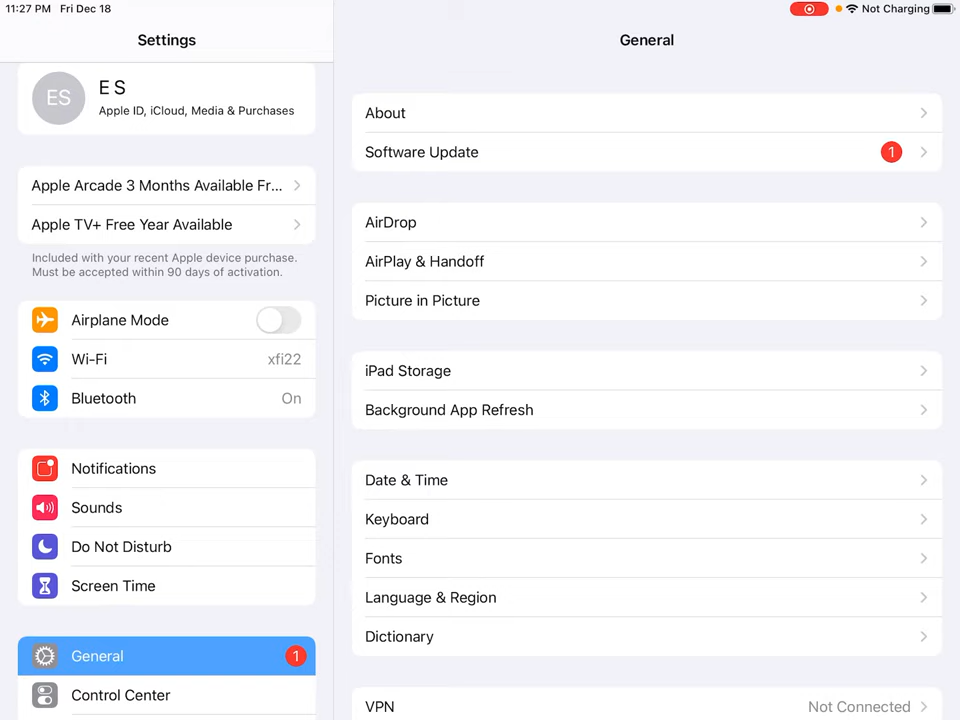 11:27 PM Fri Dec 18
Not Charging
Settings
General
ES
E S
Apple ID, iCloud, Media & Purchases
Apple Arcade 3 Months Available Fr...
Apple TV+ Free Year Available
Included with your recent Apple device purchase.
Must be accepted within 90 days of activation.
Airplane Mode
Wi-Fi xfi22
Bluetooth On
Notifications
Sounds
Do Not Disturb
Screen Time
General 1
Control Center
About
Software Update 1
AirDrop
AirPlay & Handoff
Picture in Picture
iPad Storage
Background App Refresh
Date & Time
Keyboard
Fonts
Language & Region
Dictionary
VPN Not Connected